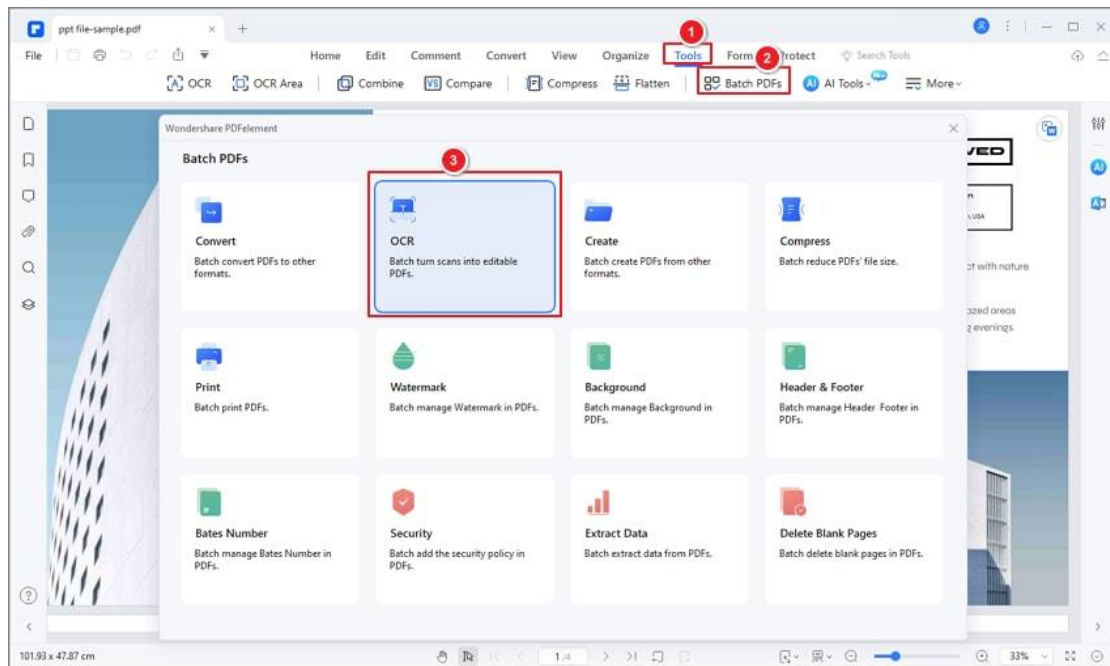 ppt file-sample.pdf
1
File Home Edit Comment Convert View Organize Tools Form Protect Search Tools
2
OCR OCR Area Combine Compare Compress Flatten Batch PDFs AI Tools More
Wondershare PDFelement
Batch PDFs
3
Convert OCR Create Compress
Batch convert PDFs to other Batch turn scans into editable Batch create PDFs from other Batch reduce PDFs' file size.
formats. PDFs. formats.
Print Watermark Background Header & Footer
Batch print PDFs. Batch manage Watermark in PDFs. Batch manage Background in Batch manage Header Footer in
PDFs. PDFs.
Bates Number Security Extract Data Delete Blank Pages
Batch manage Bates Number in Batch add the security policy in Batch extract data from PDFs. Batch delete blank pages in PDFs.
PDFs. PDFs.
VED
USA
with nature
areas
evenings
101.93 x 47.87 cm 1 /4 33%